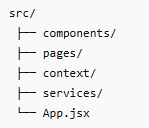 src/
├── components/
├── pages/
├── context/
├── services/
└── App.jsx